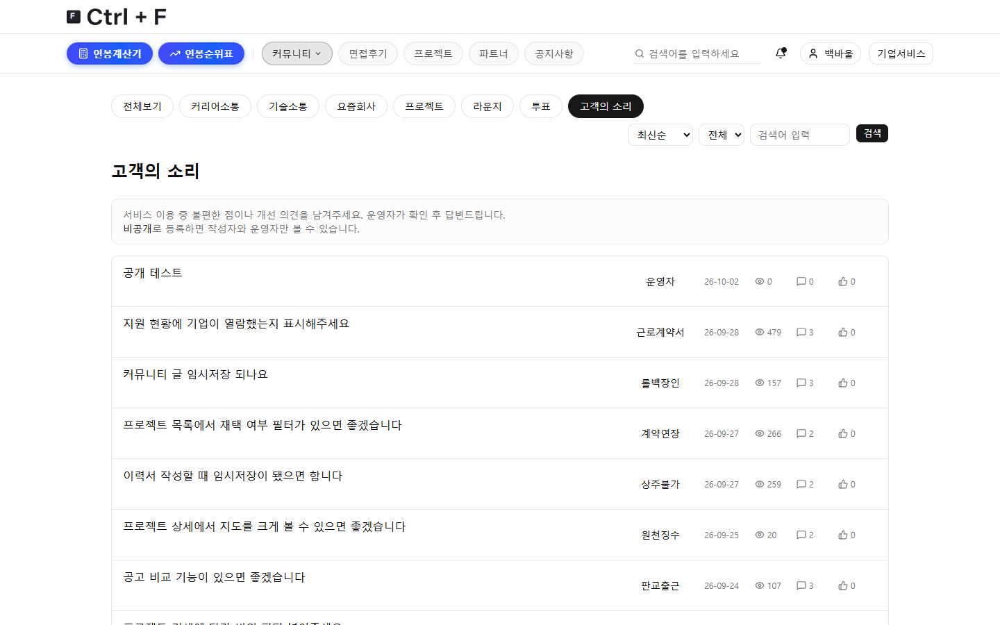 F Ctrl + F
연봉계산기 연봉순위표 커뮤니티 면접후기 프로젝트 파트너 공지사항 검색어를 입력하세요 백바울 기업서비스
전체보기 커리어소통 기술소통 요즘회사 프로젝트 라운지 투표 고객의 소리
최신순 전체 검색어 입력 검색
고객의 소리
서비스 이용 중 불편한 점이나 개선 의견을 남겨주세요. 운영자가 확인 후 답변드립니다.
비공개로 등록하면 작성자와 운영자만 볼 수 있습니다.
공개 테스트 운영자 26-10-02 0 0 0
지원 현황에 기업이 열람했는지 표시해주세요 근로계약서 26-09-28 479 3 0
커뮤니티 글 임시저장 되나요 롤백장인 26-09-28 157 3 0
프로젝트 목록에서 재택 여부 필터가 있으면 좋겠습니다 계약연장 26-09-27 266 2 0
이력서 작성할 때 임시저장이 됐으면 합니다 상주불가 26-09-27 259 2 0
프로젝트 상세에서 지도를 크게 볼 수 있으면 좋겠습니다 원천징수 26-09-25 20 2 0
공고 비교 기능이 있으면 좋겠습니다 판교출근 26-09-24 107 3 0